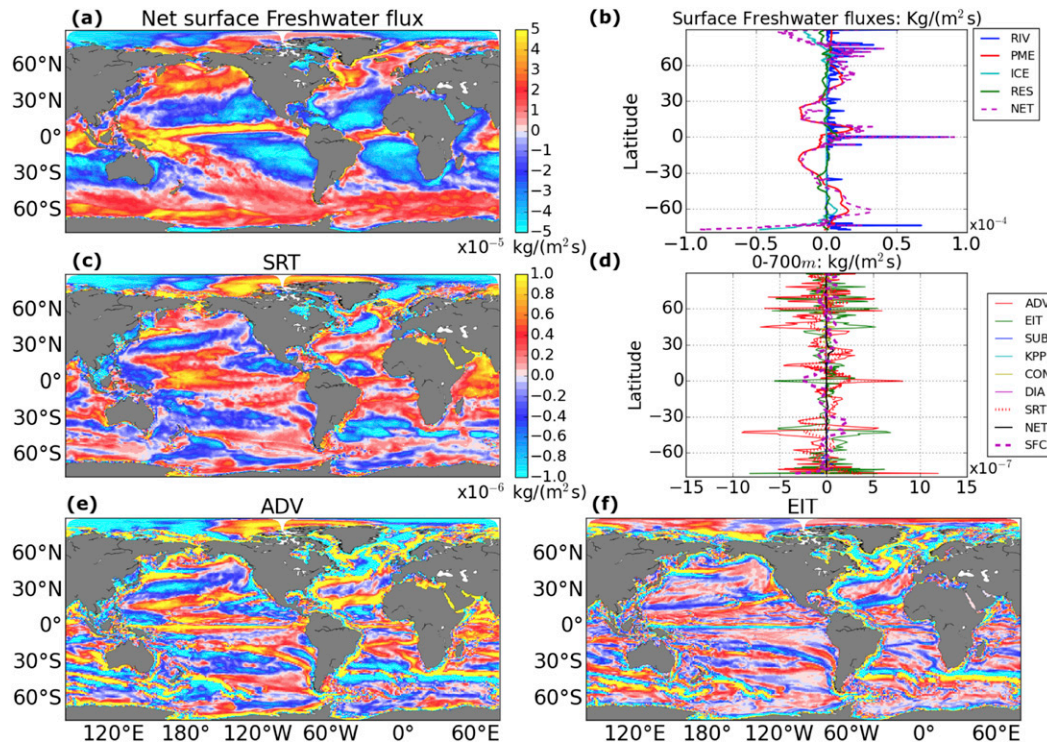 (a) Net surface Freshwater flux
60°N
30°N
0°
30°S
60°S
5
4
3
2
1
0
−1
−2
−3
−4
−5
x10⁻⁵ kg/(m²s)
(b) Surface Freshwater fluxes: Kg/(m²s)
Latitude
60
30
0
−30
−60
−1.0 −0.5 0.0 0.5 1.0
x10⁻⁴
RIV
PME
ICE
RES
NET
(c) SRT
60°N
30°N
0°
30°S
60°S
1.0
0.8
0.6
0.4
0.2
0.0
−0.2
−0.4
−0.6
−0.8
−1.0
x10⁻⁶ kg/(m²s)
(d) 0-700m: kg/(m²s)
Latitude
60
30
0
−30
−60
−15 −10 −5 0 5 10 15
x10⁻⁷
ADV
EIT
SUB
KPP
CON
DIA
SRT
NET
SFC
(e) ADV
60°N
30°N
0°
30°S
60°S
120°E 180° 120°W 60°W 0° 60°E
(f) EIT
60°N
30°N
0°
30°S
60°S
120°E 180° 120°W 60°W 0° 60°E